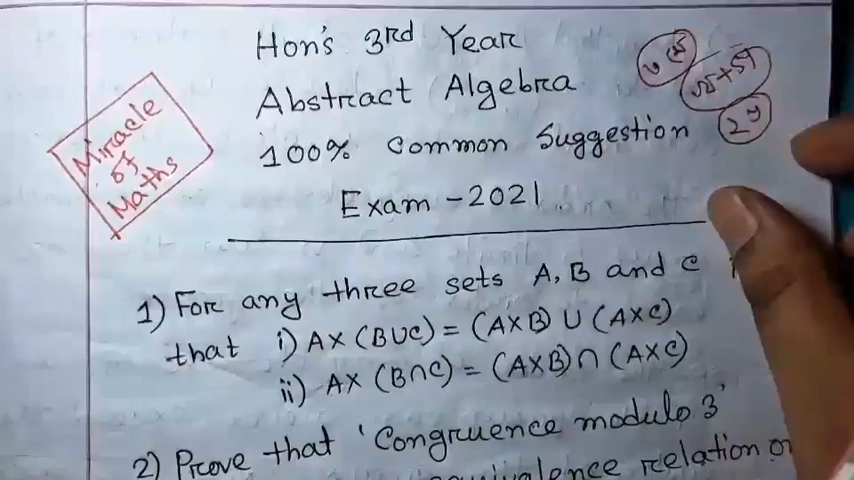 Hon's 3rd Year
Abstract Algebra
100% Common Suggestion
Exam - 2021
Miracle
of
Maths
1) For any three sets A, B and C
that i) A×(B∪C) = (A×B) ∪ (A×C)
ii) A×(B∩C) = (A×B) ∩ (A×C)
2) Prove that 'Congruence modulo 3'
relation